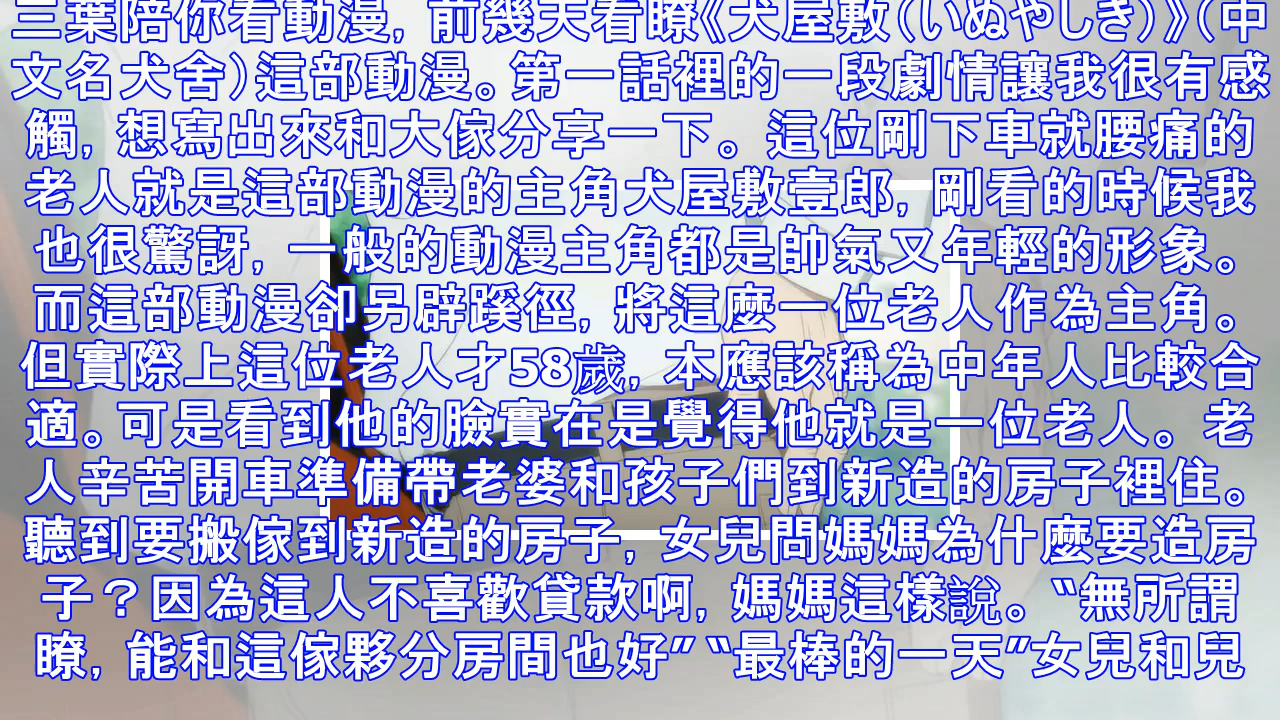 三葉陪你看動漫, 前幾天看瞭《犬屋敷(いぬやしき)》(中
文名犬舍)這部動漫。第一話裡的一段劇情讓我很有感
觸, 想寫出來和大傢分享一下。這位剛下車就腰痛的
老人就是這部動漫的主角犬屋敷壹郎, 剛看的時候我
也很驚訝, 一般的動漫主角都是帥氣又年輕的形象。
而這部動漫卻另辟蹊徑, 將這麼一位老人作為主角。
但實際上這位老人才58歲, 本應該稱為中年人比較合
適。可是看到他的臉實在是覺得他就是一位老人。老
人辛苦開車準備帶老婆和孩子們到新造的房子裡住。
聽到要搬傢到新造的房子, 女兒問媽媽為什麼要造房
子？因為這人不喜歡貸款啊, 媽媽這樣說。“無所謂
瞭, 能和這傢夥分房間也好” “最棒的一天”女兒和兒